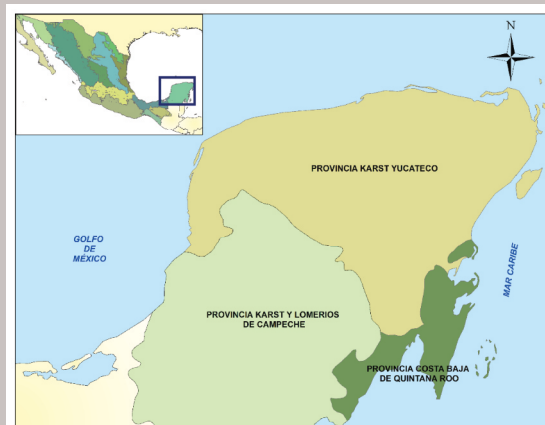 N
PROVINCIA KARST YUCATECO
GOLFO
DE
MÉXICO
MAR CARIBE
PROVINCIA KARST Y LOMERIOS
DE CAMPECHE
PROVINCIA COSTA BAJA
DE QUINTANA ROO